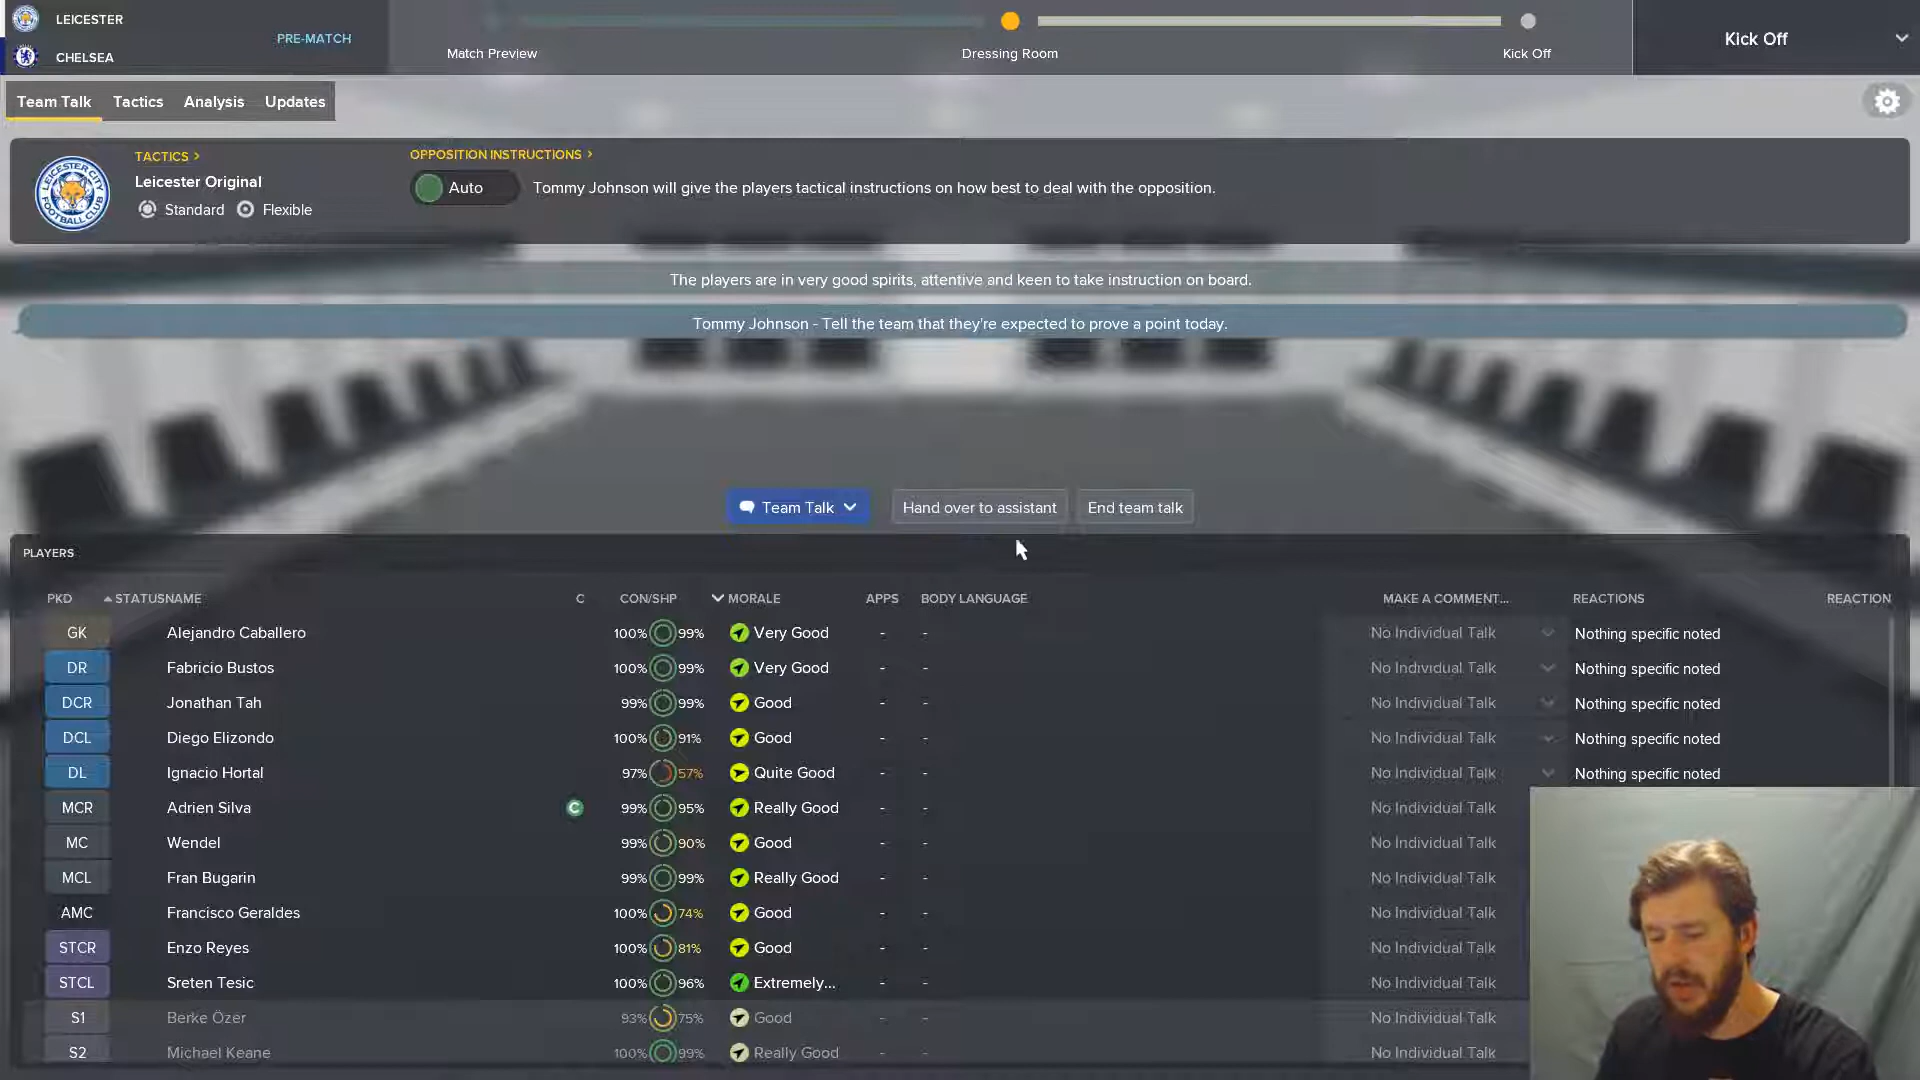 LEICESTER
CHELSEA
PRE-MATCH
Match Preview
Dressing Room
Kick Off
Kick Off
Team Talk Tactics Analysis Updates
LEICESTER CITY FOOTBALL CLUB
TACTICS >
Leicester Original
Standard Flexible
OPPOSITION INSTRUCTIONS >
Auto Tommy Johnson will give the players tactical instructions on how best to deal with the opposition.
The players are in very good spirits, attentive and keen to take instruction on board.
Tommy Johnson - Tell the team that they're expected to prove a point today.
Team Talk Hand over to assistant End team talk
PLAYERS
PKD STATUSNAME C CON/SHP MORALE APPS BODY LANGUAGE MAKE A COMMENT... REACTIONS REACTION
GK Alejandro Caballero 100% 99% Very Good - - No Individual Talk Nothing specific noted
DR Fabricio Bustos 100% 99% Very Good - - No Individual Talk Nothing specific noted
DCR Jonathan Tah 99% 99% Good - - No Individual Talk Nothing specific noted
DCL Diego Elizondo 100% 91% Good - - No Individual Talk Nothing specific noted
DL Ignacio Hortal 97% 57% Quite Good - - No Individual Talk Nothing specific noted
MCR Adrien Silva C 99% 95% Really Good - - No Individual Talk
MC Wendel 99% 90% Good - - No Individual Talk
MCL Fran Bugarin 99% 99% Really Good - - No Individual Talk
AMC Francisco Geraldes 100% 74% Good - - No Individual Talk
STCR Enzo Reyes 100% 81% Good - - No Individual Talk
STCL Sreten Tesic 100% 96% Extremely... - - No Individual Talk
S1 Berke Özer 93% 75% Good - - No Individual Talk
S2 Michael Keane 100% 99% Really Good - - No Individual Talk